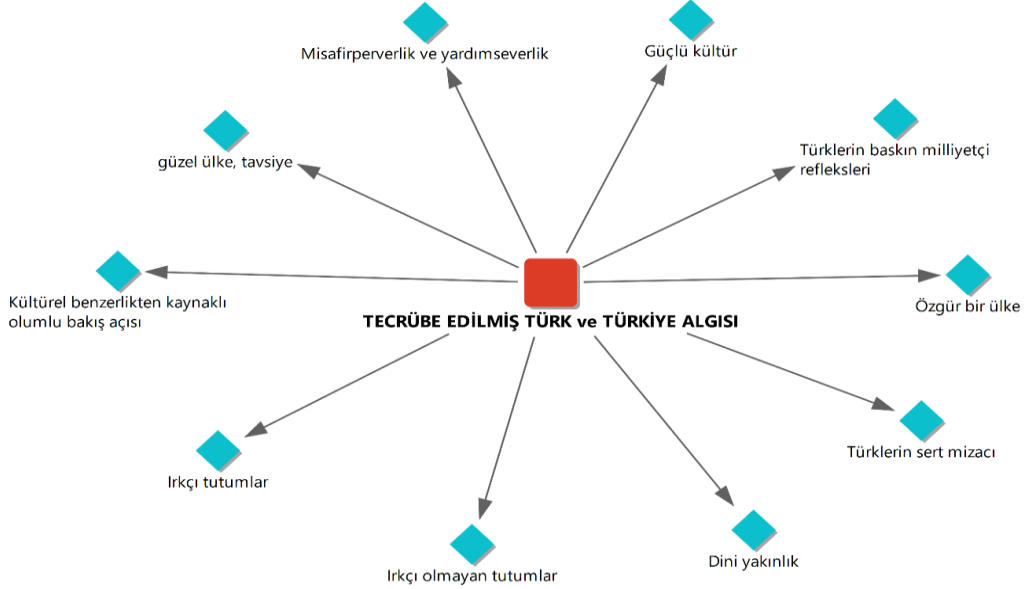 Misafirperverlik ve yardımseverlik
Güçlü kültür
güzel ülke, tavsiye
Türklerin baskın milliyetçi
refleksleri
Kültürel benzerlikten kaynaklı
olumlu bakış açısı
Özgür bir ülke
TECRÜBE EDİLMİŞ TÜRK ve TÜRKİYE ALGISI
Irkçı tutumlar
Türklerin sert mizacı
Irkçı olmayan tutumlar
Dini yakınlık